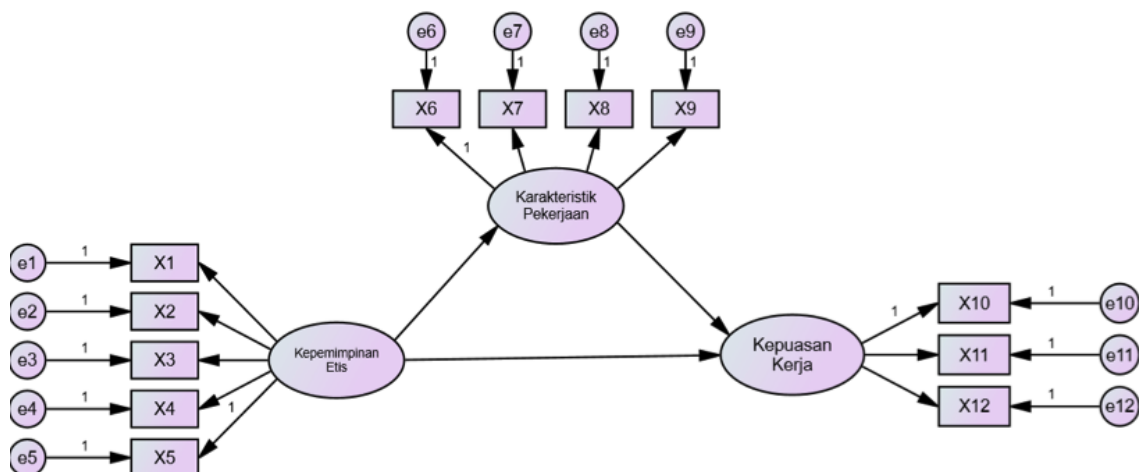 e6
e7
e8
e9
1
1
1
1
X6
X7
X8
X9
1
Karakteristik
Pekerjaan
e1
1
X1
e2
1
X2
e3
1
X3
e4
1
X4
e5
1
X5
1
Kepemimpinan
Etis
Kepuasan
Kerja
1
X10
1
e10
X11
1
e11
X12
1
e12